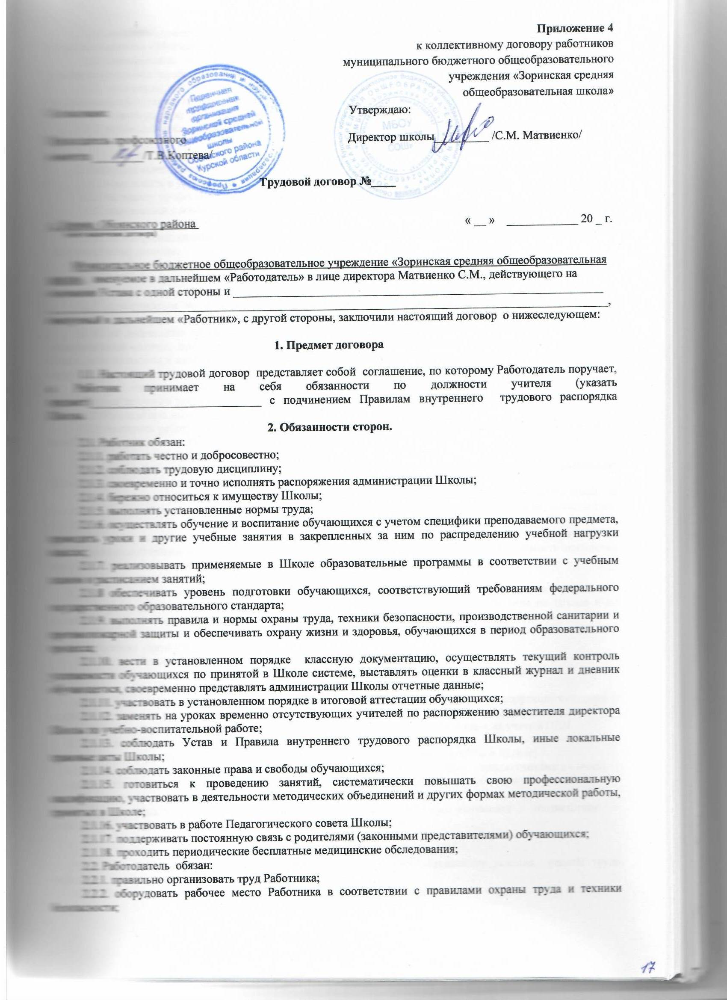 Приложение 4
к коллективному договору работников
муниципального бюджетного общеобразовательного
учреждения «Зоринская средняя
общеобразовательная школа»
Первичная
профсоюзная
организация
Зоринской средней
общеобразовательной
школы
Обоянского района
Курской области
МБОУ
СОШ»
Утверждаю:
профсоюзного
Директор школы__________/С.М. Матвиенко/
/Т.В.Коптева/
Трудовой договор №____
Обоянского района
« __ » ____________ 20 _ г.
Муниципальное бюджетное общеобразовательное учреждение «Зоринская средняя общеобразовательная
именуемое в дальнейшем «Работодатель» в лице директора Матвиенко С.М., действующего на
Устава с одной стороны и ______
______,
в дальнейшем «Работник», с другой стороны, заключили настоящий договор о нижеследующем:
1. Предмет договора
1.1. Настоящий трудовой договор представляет собой соглашение, по которому Работодатель поручает,
Работник принимает на себя обязанности по должности учителя (указать
______ с подчинением Правилам внутреннего трудового распорядка
Школы.
2. Обязанности сторон.
2.1. Работник обязан:
2.1.1. работать честно и добросовестно;
2.1.2. соблюдать трудовую дисциплину;
2.1.3. своевременно и точно исполнять распоряжения администрации Школы;
2.1.4. бережно относиться к имуществу Школы;
2.1.5. выполнять установленные нормы труда;
2.1.6. осуществлять обучение и воспитание обучающихся с учетом специфики преподаваемого предмета,
проводить уроки и другие учебные занятия в закрепленных за ним по распределению учебной нагрузки
классах;
2.1.7. реализовывать применяемые в Школе образовательные программы в соответствии с учебным
планом и расписанием занятий;
2.1.8 обеспечивать уровень подготовки обучающихся, соответствующий требованиям федерального
государственного образовательного стандарта;
2.1.9. выполнять правила и нормы охраны труда, техники безопасности, производственной санитарии и
противопожарной защиты и обеспечивать охрану жизни и здоровья, обучающихся в период образовательного
процесса;
2.1.10. вести в установленном порядке классную документацию, осуществлять текущий контроль
успеваемости обучающихся по принятой в Школе системе, выставлять оценки в классный журнал и дневник
обучающегося, своевременно представлять администрации Школы отчетные данные;
2.1.11. участвовать в установленном порядке в итоговой аттестации обучающихся;
2.1.12. заменять на уроках временно отсутствующих учителей по распоряжению заместителя директора
Школы по учебно-воспитательной работе;
2.1.13. соблюдать Устав и Правила внутреннего трудового распорядка Школы, иные локальные
правовые акты Школы;
2.1.14. соблюдать законные права и свободы обучающихся;
2.1.15. готовиться к проведению занятий, систематически повышать свою профессиональную
квалификацию, участвовать в деятельности методических объединений и других формах методической работы,
принятых в Школе;
2.1.16. участвовать в работе Педагогического совета Школы;
2.1.17. поддерживать постоянную связь с родителями (законными представителями) обучающихся;
2.1.18. проходить периодические бесплатные медицинские обследования;
2.2. Работодатель обязан:
2.2.1. правильно организовать труд Работника;
2.2.2. оборудовать рабочее место Работника в соответствии с правилами охраны труда и техники
безопасности;
17